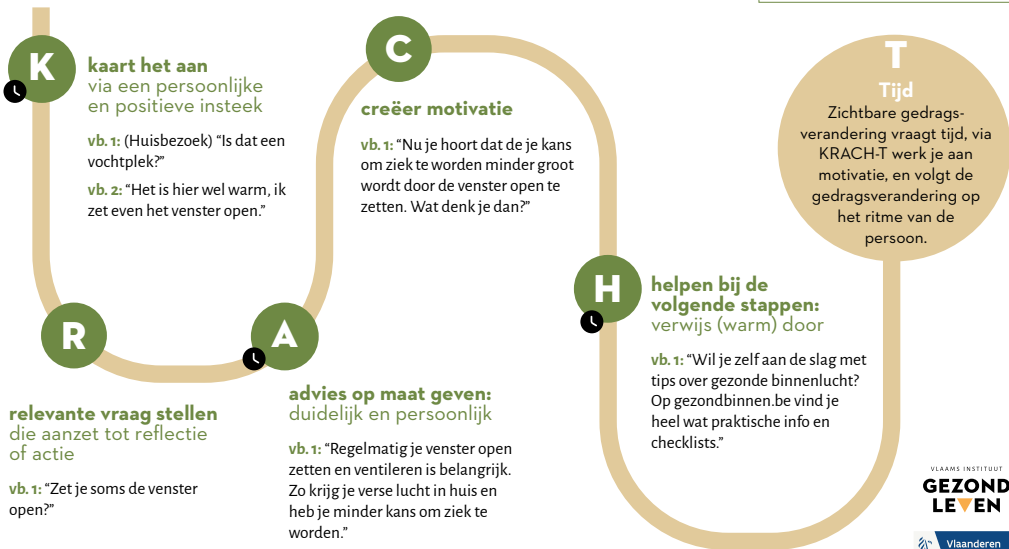 K
kaart het aan
via een persoonlijke
en positieve insteek
vb. 1: (Huisbezoek) “Is dat een
vochtplek?”
vb. 2: “Het is hier wel warm, ik
zet even het venster open.”
R
relevante vraag stellen
die aanzet tot reflectie
of actie
vb. 1: “Zet je soms de venster
open?”
A
advies op maat geven:
duidelijk en persoonlijk
vb. 1: “Regelmatig je venster open
zetten en ventileren is belangrijk.
Zo krijg je verse lucht in huis en
heb je minder kans om ziek te
worden.”
C
creëer motivatie
vb. 1: “Nu je hoort dat de je kans
om ziek te worden minder groot
wordt door de venster open te
zetten. Wat denk je dan?”
H
helpen bij de
volgende stappen:
verwijs (warm) door
vb. 1: “Wil je zelf aan de slag met
tips over gezonde binnenlucht?
Op gezondbinnen.be vind je
heel wat praktische info en
checklists.”
T
Tijd
Zichtbare gedrags-
verandering vraagt tijd, via
KRACH-T werk je aan
motivatie, en volgt de
gedragsverandering op
het ritme van de
persoon.
VLAAMS INSTITUUT
GEZOND
LEVEN
Vlaanderen